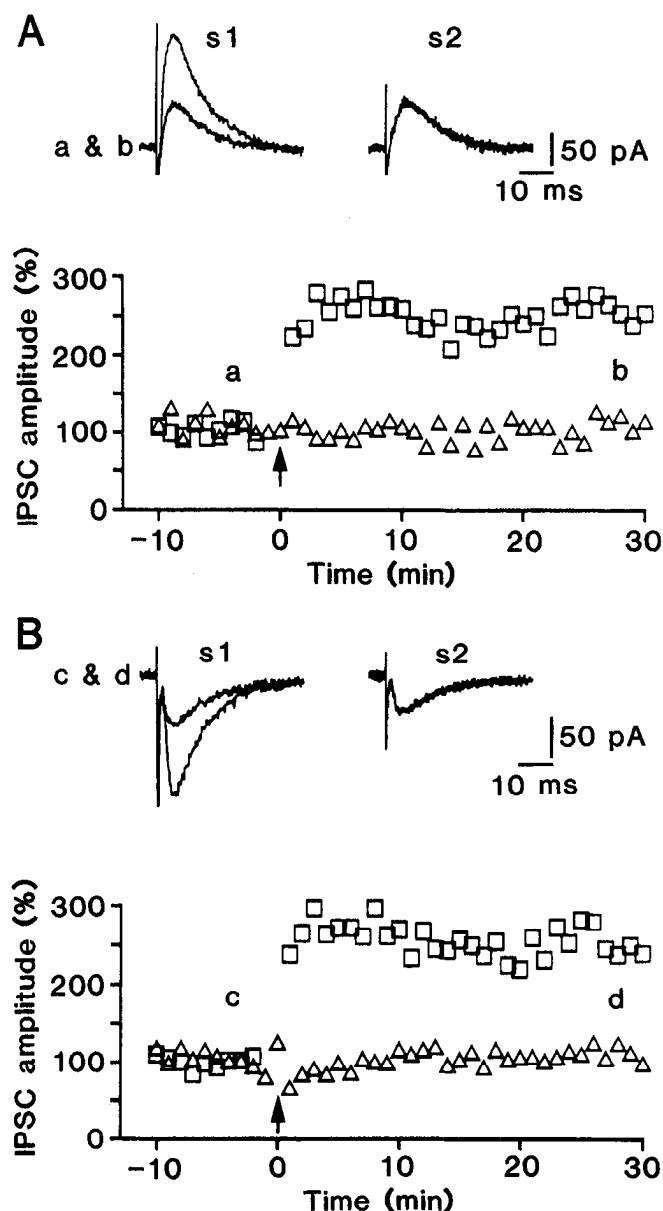 A
s1 s2
a & b
50 pA
10 ms
IPSC amplitude (%)
300
200
100
0
a b
-10 0 10 20 30
Time (min)
B
s1 s2
c & d
50 pA
10 ms
IPSC amplitude (%)
300
200
100
0
c d
-10 0 10 20 30
Time (min)